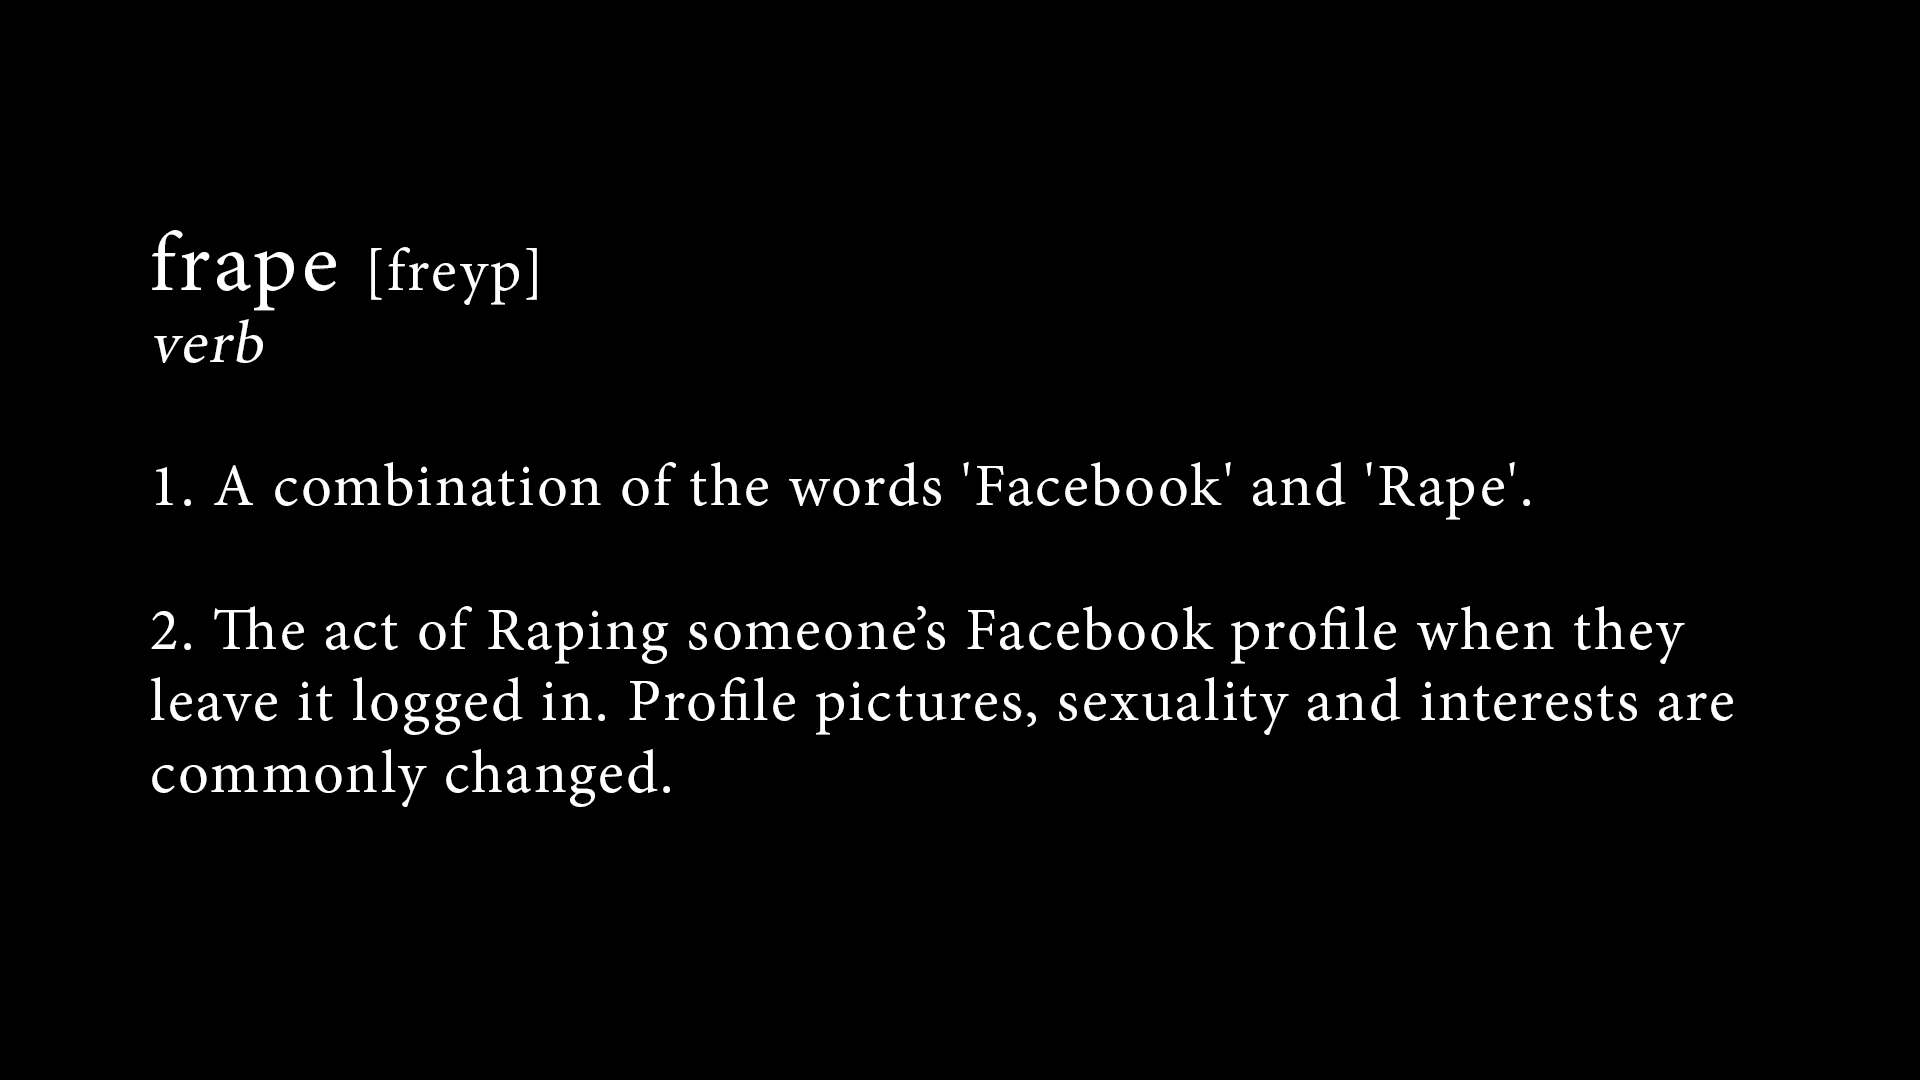 frape [freyp]
verb
1. A combination of the words 'Facebook' and 'Rape'.
2. The act of Raping someone’s Facebook profile when they
leave it logged in. Profile pictures, sexuality and interests are
commonly changed.